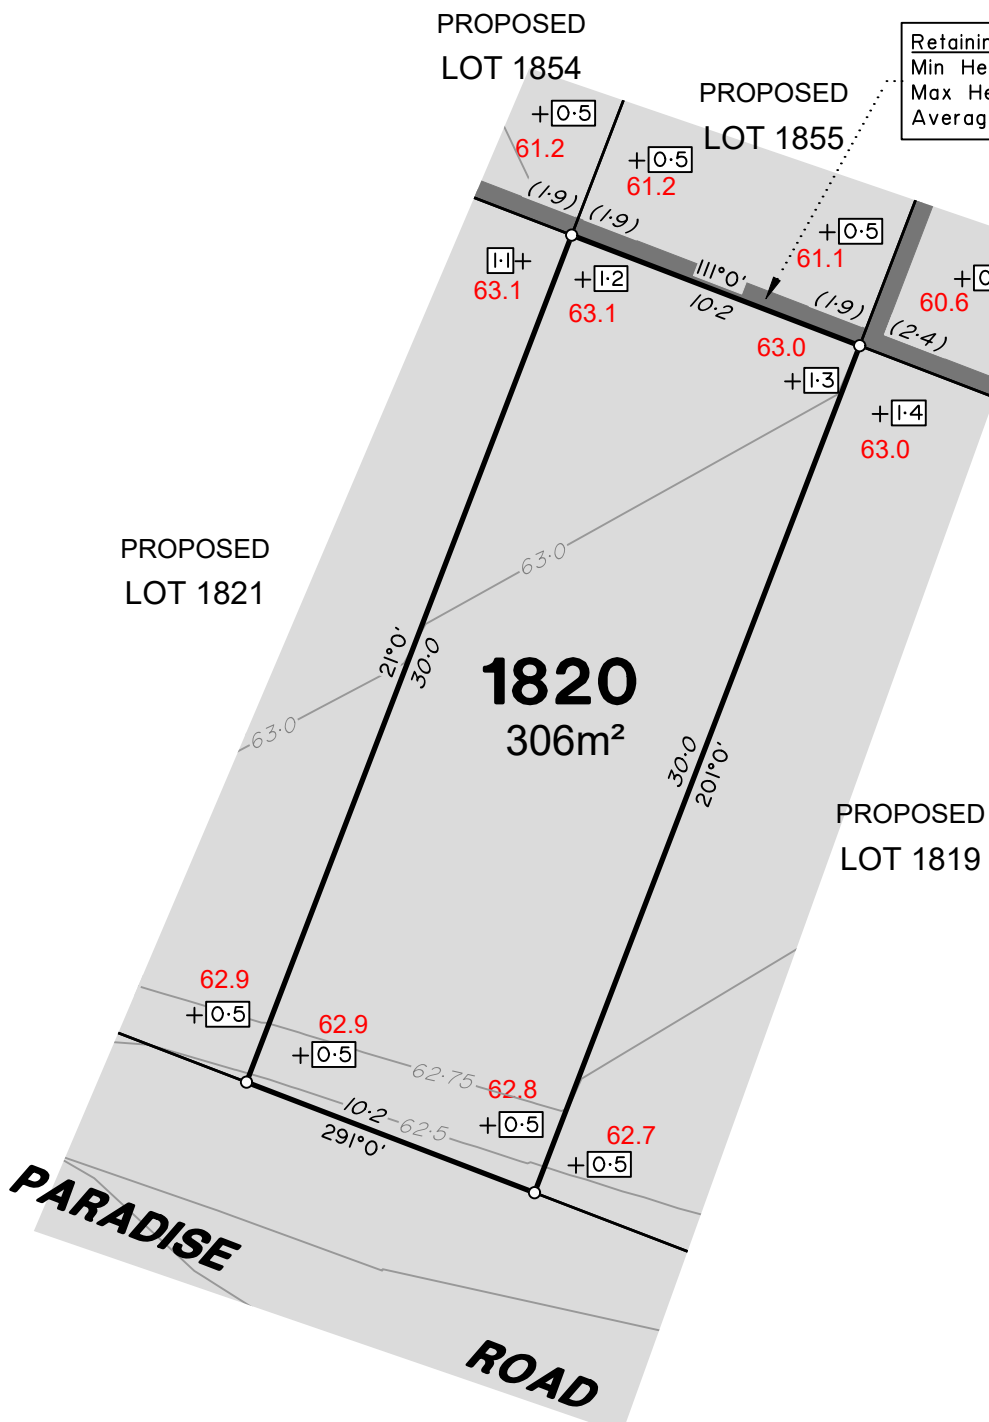 PROPOSED
LOT 1854
PROPOSED
LOT 1855
Retainin
Min He
Max He
Averag
+0·5
61.2
+0·5
61.2
(1·9)
(1·9)
+0·5
61.1
60.6
(1·9)
(2·4)
1·1+
63.1
+1·2
63.1
111°0'
10·2
63.0
+1·3
+1·4
63.0
PROPOSED
LOT 1821
63·0
21°0'
30·0
63·0
1820
306m²
30·0
201°0'
PROPOSED
LOT 1819
62.9
+0·5
62.9
+0·5
62·75
62.8
+0·5
62.7
+0·5
10·2
62·5
291°0'
PARADISE
ROAD